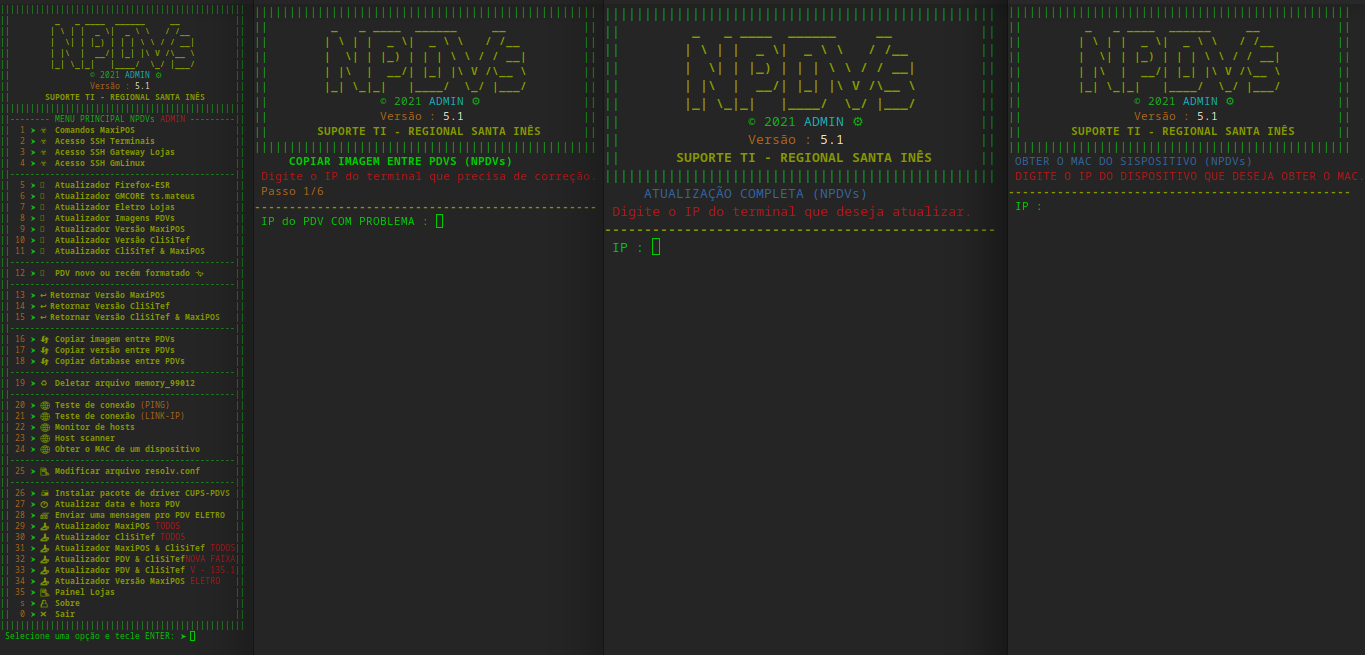 © 2021 ADMIN
Versão : 5.1
SUPORTE TI - REGIONAL SANTA INÊS
MENU PRINCIPAL NPDVs ADMIN
1 Comandos MaxiPOS
2 Acesso SSH Terminais
3 Acesso SSH Gateway Lojas
4 Acesso SSH GmLinux
5 Atualizador Firefox-ESR
6 Atualizador GMCORE ts.mateus
7 Atualizador Eletro Lojas
8 Atualizador Imagens PDVs
9 Atualizador Versão MaxiPOS
10 Atualizador Versão CliSiTef
11 Atualizador CliSiTef & MaxiPOS
12 PDV novo ou recém formatado
13 Retornar Versão MaxiPOS
14 Retornar Versão CliSiTef
15 Retornar Versão CliSiTef & MaxiPOS
16 Copiar imagem entre PDVs
17 Copiar versão entre PDVs
18 Copiar database entre PDVs
19 Deletar arquivo memory_99012
20 Teste de conexão (PING)
21 Teste de conexão (LINK-IP)
22 Monitor de hosts
23 Host scanner
24 Obter o MAC de um dispositivo
25 Modificar arquivo resolv.conf
26 Instalar pacote de driver CUPS-PDVS
27 Atualizar data e hora PDV
28 Enviar uma mensagem pro PDV ELETRO
29 Atualizador MaxiPOS TODOS
30 Atualizador CliSiTef TODOS
31 Atualizador MaxiPOS & CliSiTef TODOS
32 Atualizador PDV & CliSiTef NOVA FAIXA
33 Atualizador PDV & CliSiTef V - 135.1
34 Atualizador Versão MaxiPOS ELETRO
35 Painel Lojas
s Sobre
0 Sair
Selecione uma opção e tecle ENTER:
© 2021 ADMIN
Versão : 5.1
SUPORTE TI - REGIONAL SANTA INÊS
COPIAR IMAGEM ENTRE PDVS (NPDVs)
Digite o IP do terminal que precisa de correção.
Passo 1/6
IP do PDV COM PROBLEMA :
© 2021 ADMIN
Versão : 5.1
SUPORTE TI - REGIONAL SANTA INÊS
ATUALIZAÇÃO COMPLETA (NPDVs)
Digite o IP do terminal que deseja atualizar.
IP :
© 2021 ADMIN
Versão : 5.1
SUPORTE TI - REGIONAL SANTA INÊS
OBTER O MAC DO SISPOSITIVO (NPDVs)
DIGITE O IP DO DISPOSITIVO QUE DESEJA OBTER O MAC.
IP :